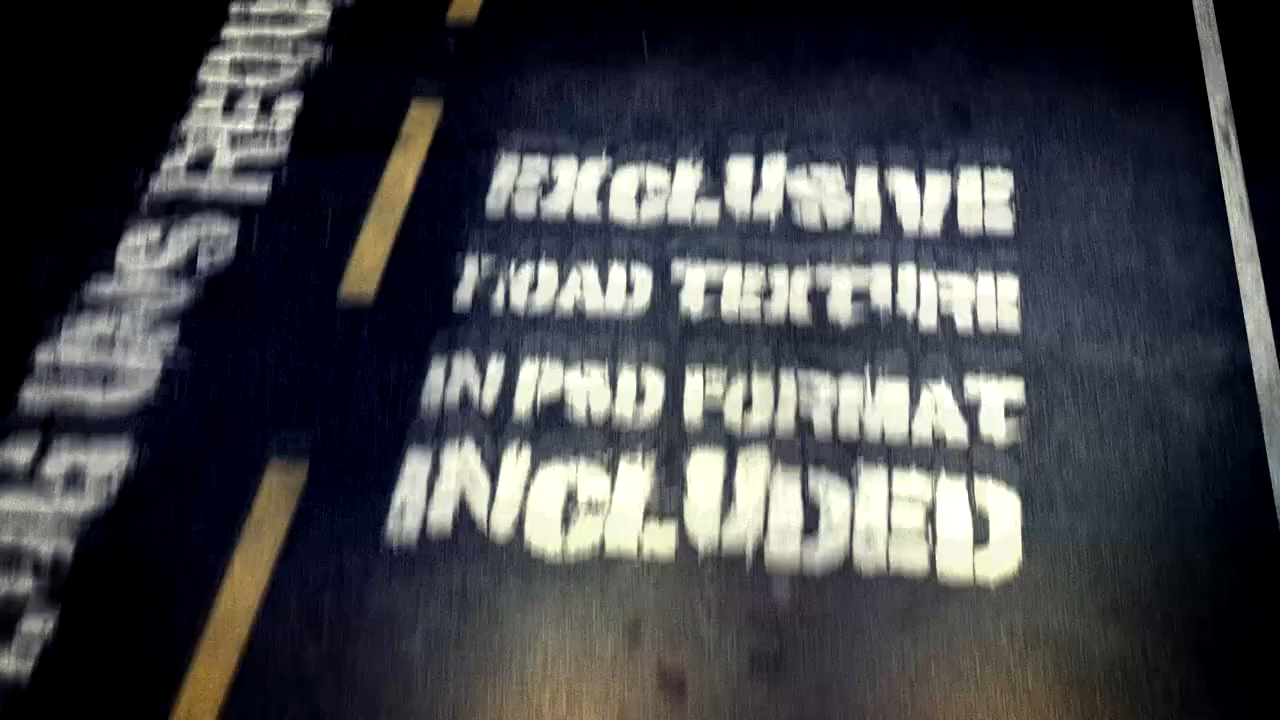 EXCLUSIVE
ROAD TEXTURE
IN PSD FORMAT
INCLUDED